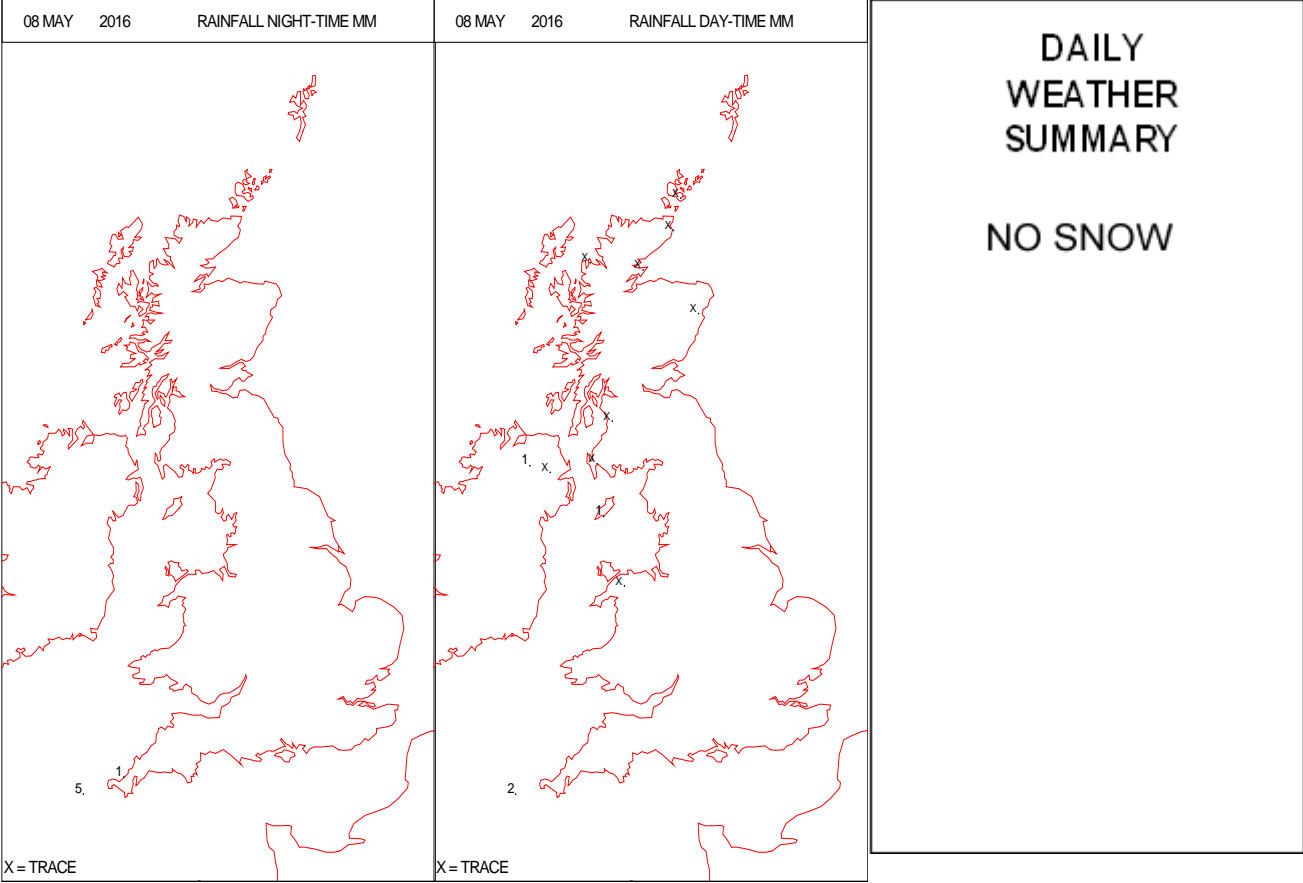 08 MAY 2016 RAINFALL NIGHT-TIME MM
1
5.
X = TRACE
08 MAY 2016 RAINFALL DAY-TIME MM
X.
X.
X
X.
X.
X.
1.
X.
X.
1.
X.
2.
X = TRACE
DAILY
WEATHER
SUMMARY
NO SNOW